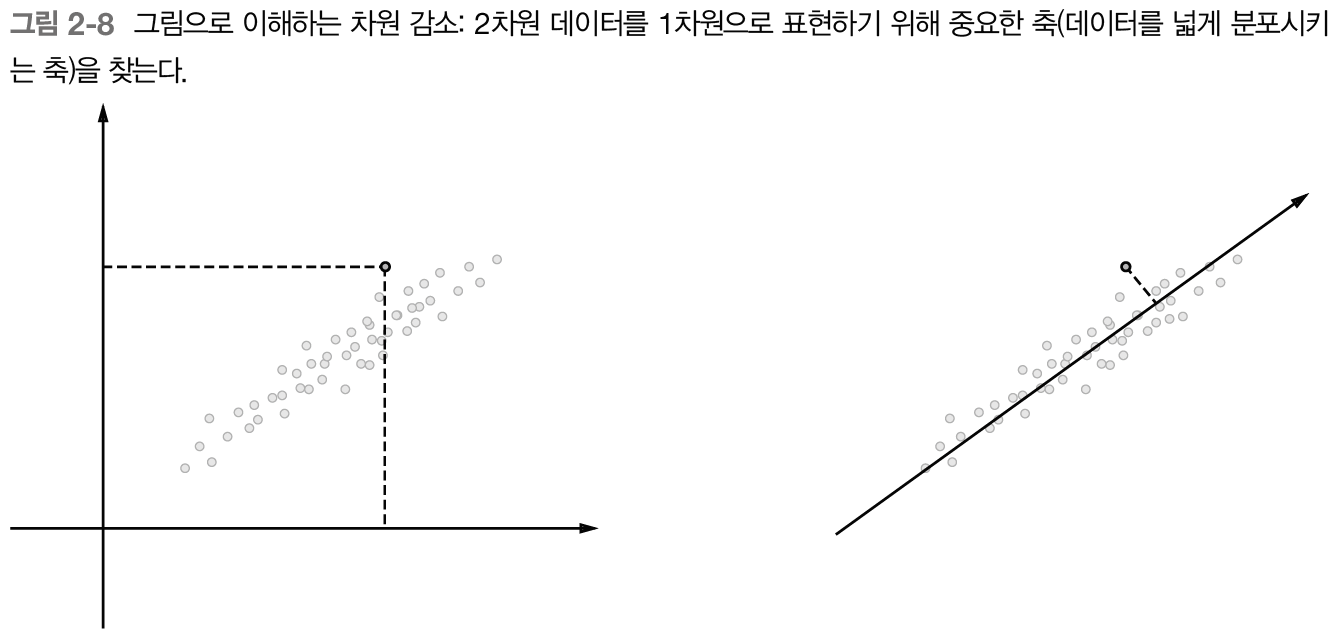 그림 2-8 그림으로 이해하는 차원 감소: 2차원 데이터를 1차원으로 표현하기 위해 중요한 축(데이터를 넓게 분포시키
는 축)을 찾는다.